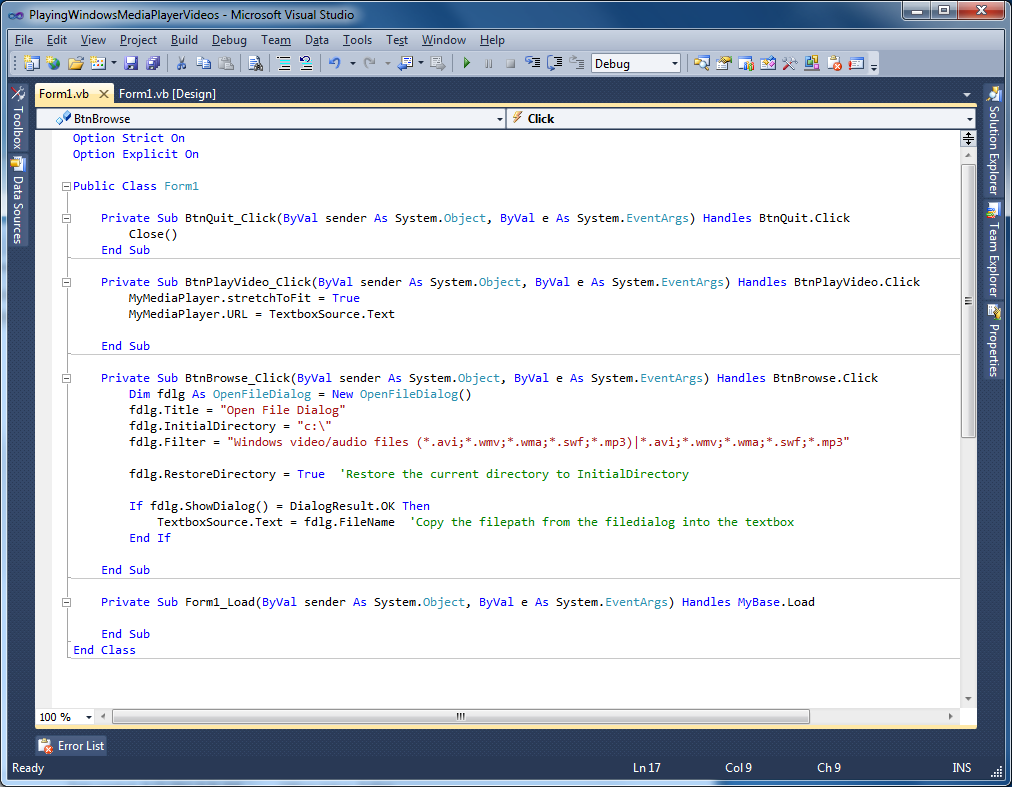 PlayingWindowsMediaPlayerVideos - Microsoft Visual Studio
File Edit View Project Build Debug Team Data Tools Test Window Help
Debug
Form1.vb Form1.vb [Design]
BtnBrowse Click
Toolbox
Data Sources
Option Strict On
Option Explicit On
Public Class Form1
Private Sub BtnQuit_Click(ByVal sender As System.Object, ByVal e As System.EventArgs) Handles BtnQuit.Click
Close()
End Sub
Private Sub BtnPlayVideo_Click(ByVal sender As System.Object, ByVal e As System.EventArgs) Handles BtnPlayVideo.Click
MyMediaPlayer.stretchToFit = True
MyMediaPlayer.URL = TextboxSource.Text
End Sub
Private Sub BtnBrowse_Click(ByVal sender As System.Object, ByVal e As System.EventArgs) Handles BtnBrowse.Click
Dim fdlg As OpenFileDialog = New OpenFileDialog()
fdlg.Title = "Open File Dialog"
fdlg.InitialDirectory = "c:\"
fdlg.Filter = "Windows video/audio files (*.avi;*.wmv;*.wma;*.swf;*.mp3)|*.avi;*.wmv;*.wma;*.swf;*.mp3"
fdlg.RestoreDirectory = True 'Restore the current directory to InitialDirectory
If fdlg.ShowDialog() = DialogResult.OK Then
TextboxSource.Text = fdlg.FileName 'Copy the filepath from the filedialog into the textbox
End If
End Sub
Private Sub Form1_Load(ByVal sender As System.Object, ByVal e As System.EventArgs) Handles MyBase.Load
End Sub
End Class
Solution Explorer
Team Explorer
Properties
100 %
Error List
Ready Ln 17 Col 9 Ch 9 INS